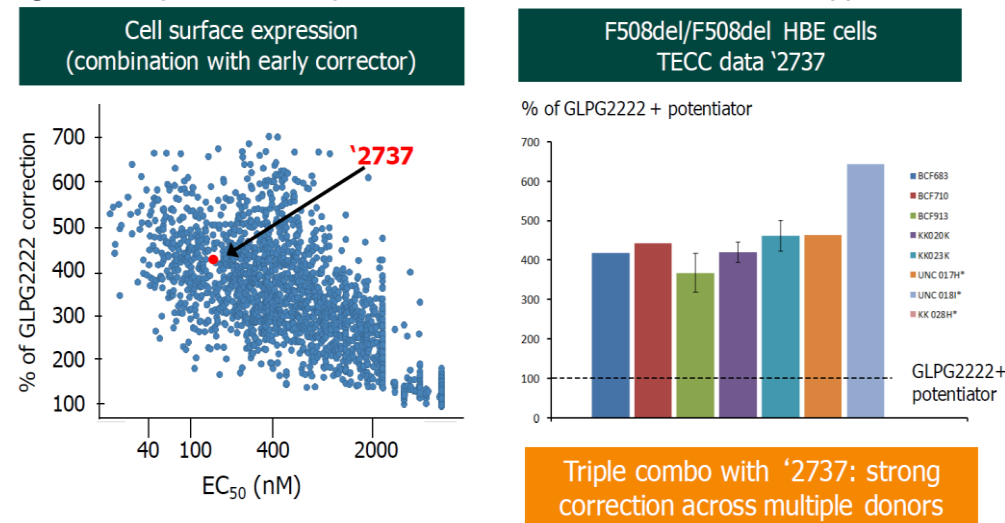 Cell surface expression
(combination with early corrector)
F508del/F508del HBE cells
TECC data ‘2737
% of GLPG2222 correction
700
600
500
400
300
200
100
‘2737
40 100 400 2000
EC50 (nM)
% of GLPG2222 + potentiator
700
600
500
400
300
200
100
0
BCF683
BCF710
BCF913
KK020K
KK023K
UNC 017H*
UNC 018I*
KK 028H*
GLPG2222+
potentiator
Triple combo with ‘2737: strong
correction across multiple donors